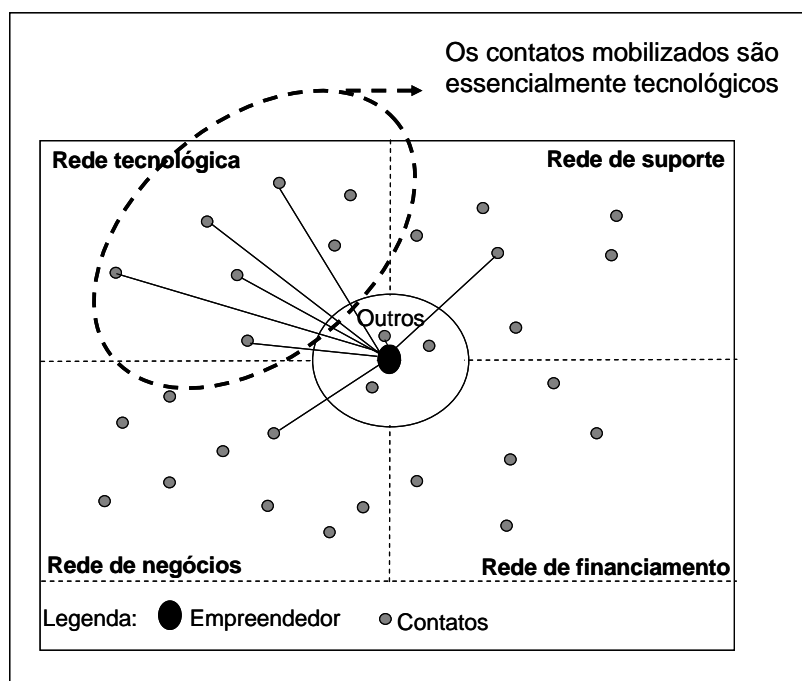 Os contatos mobilizados são
essencialmente tecnológicos
Rede tecnológica
Rede de suporte
Outros
Rede de negócios
Rede de financiamento
Legenda:
Empreendedor
Contatos